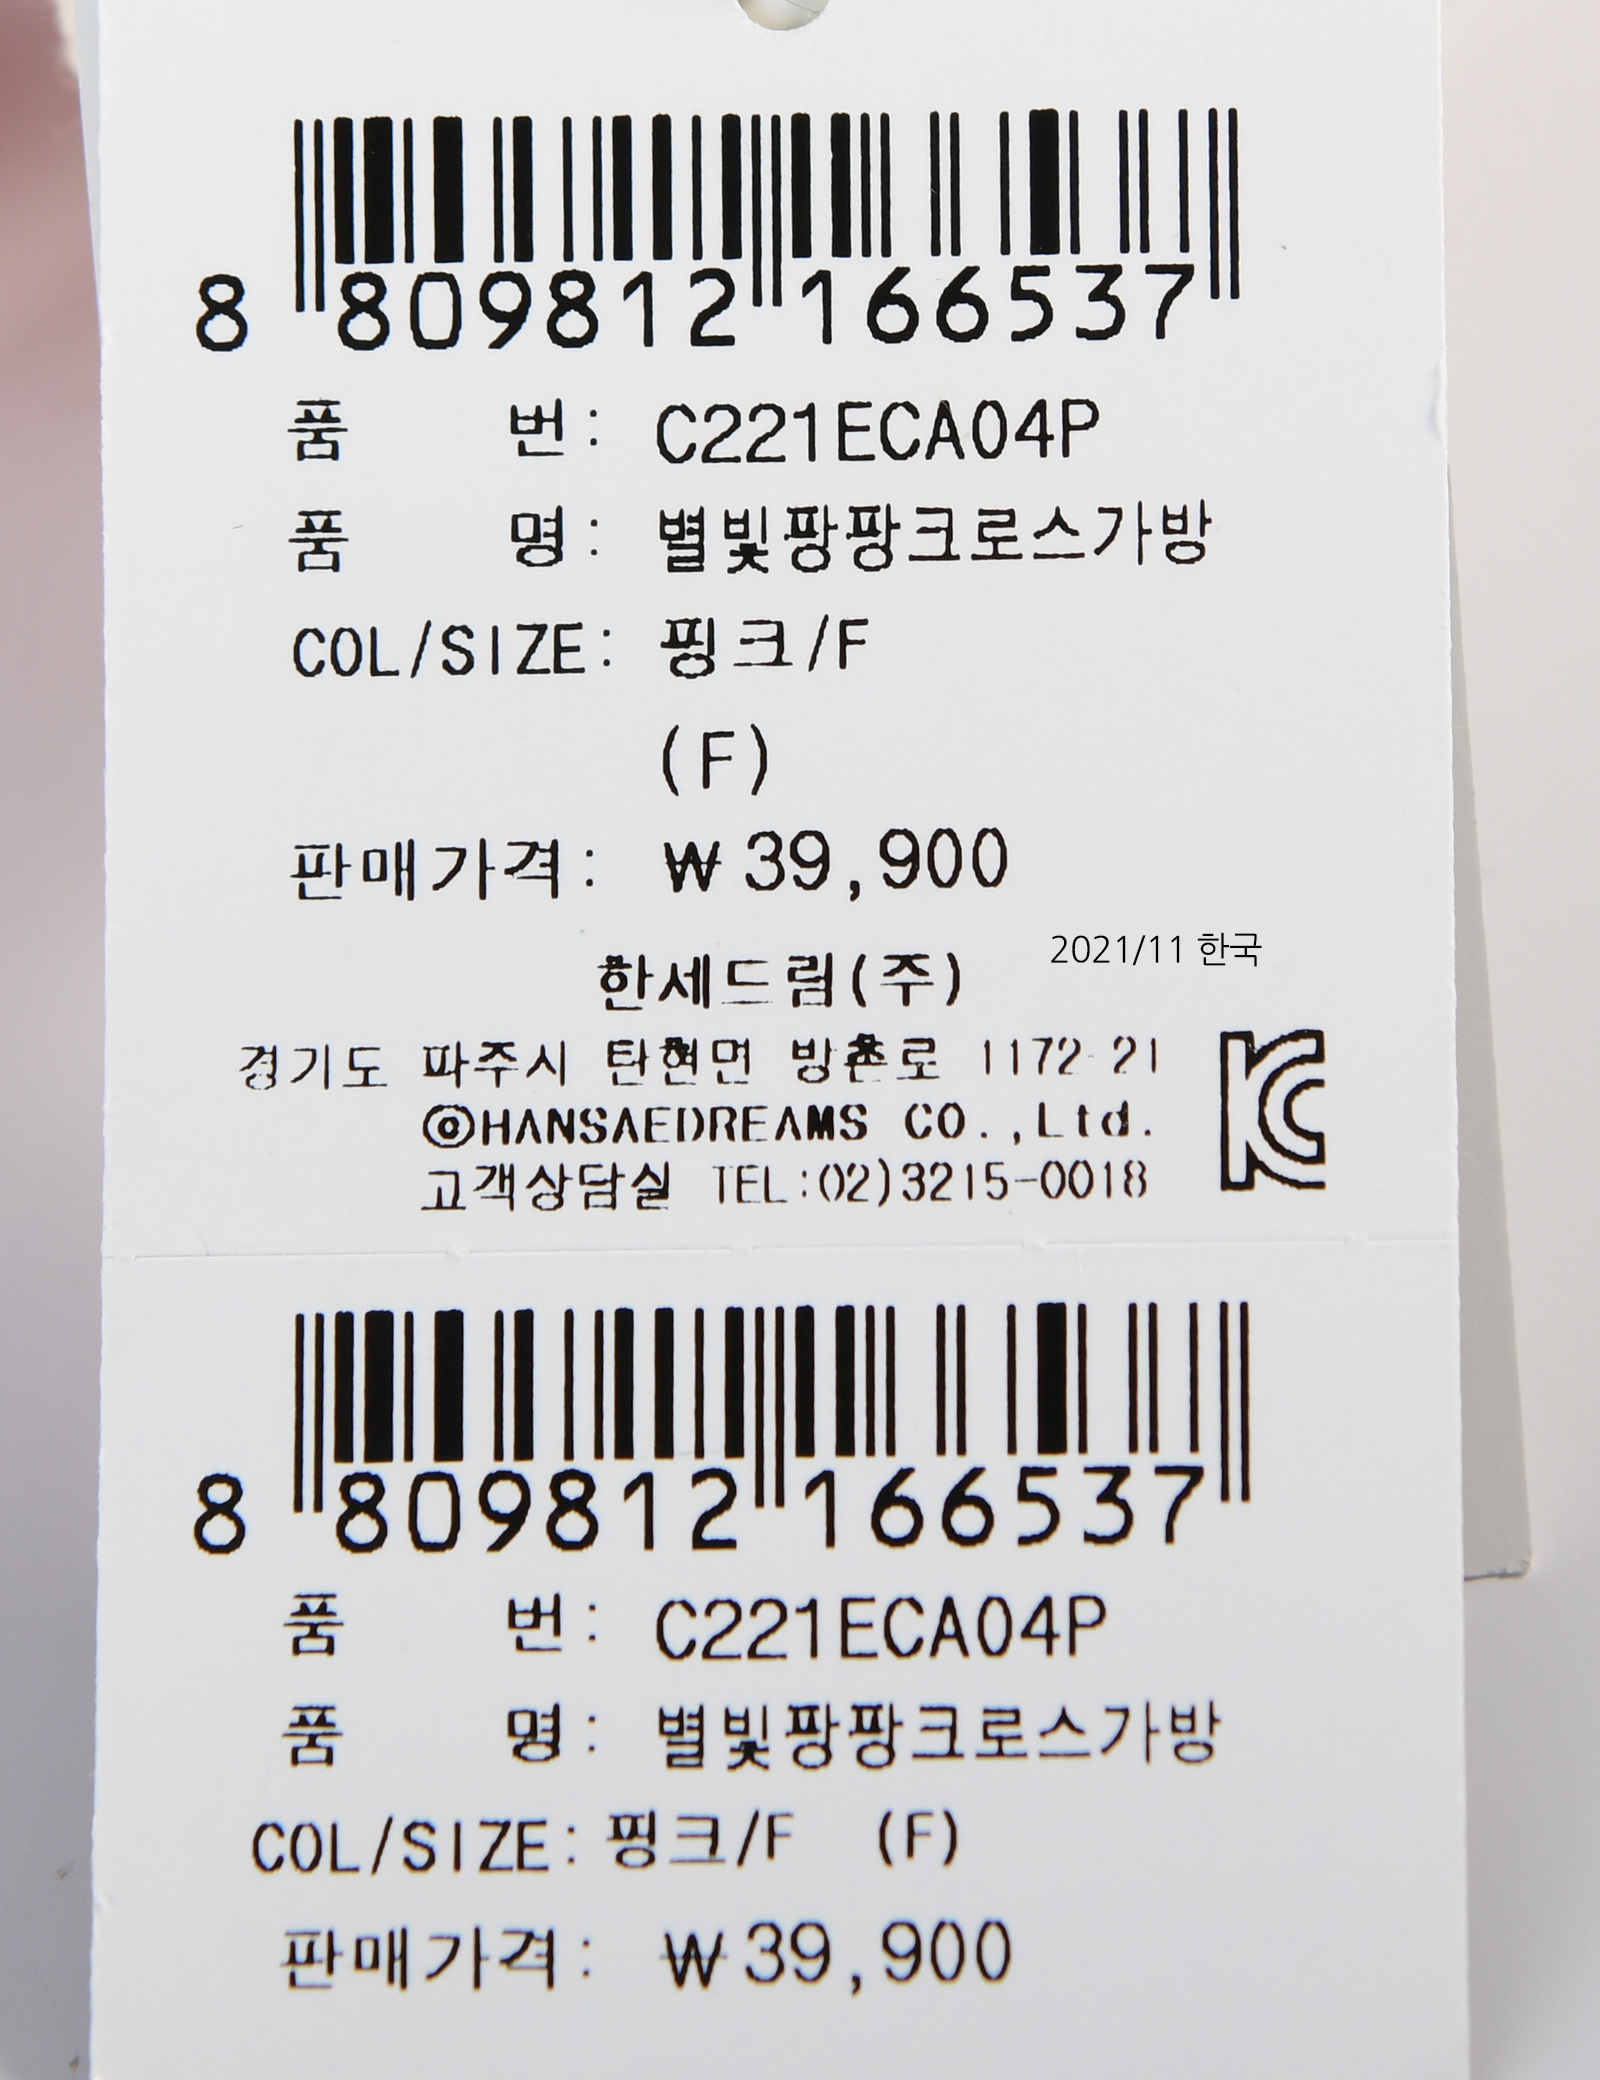 8 809812 166537
품 번: C221ECA04P
품 명: 별빛팡팡크로스가방
COL/SIZE: 핑크/F
(F)
판매가격: ₩39,900
2021/11 한국
한세드림(주)
경기도 파주시 탄현면 방촌로 1172-21
©HANSAEDREAMS CO.,Ltd.
고객상담실 TEL:02)3215-0018
KC
8 809812 166537
품 번: C221ECA04P
품 명: 별빛팡팡크로스가방
COL/SIZE: 핑크/F (F)
판매가격: ₩39,900